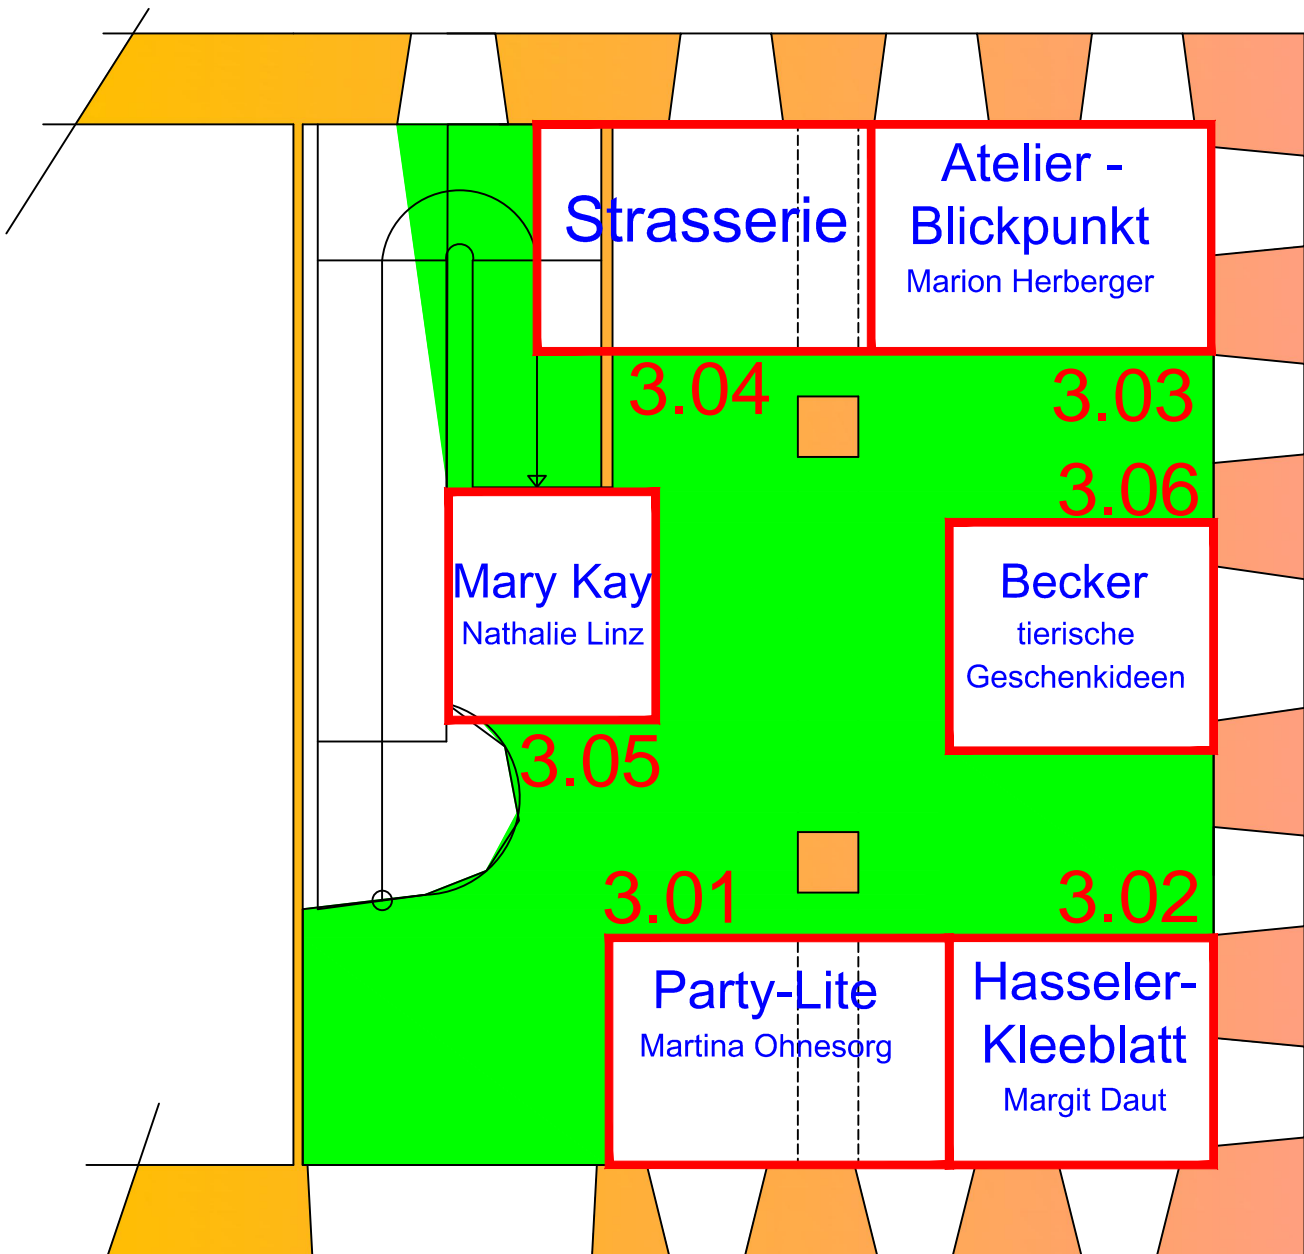 Strasserie
Atelier -
Blickpunkt
Marion Herberger
3.04
3.03
3.06
Mary Kay
Nathalie Linz
Becker
tierische
Geschenkideen
3.05
3.01
3.02
Party-Lite
Martina Ohnesorg
Hasseler-
Kleeblatt
Margit Daut